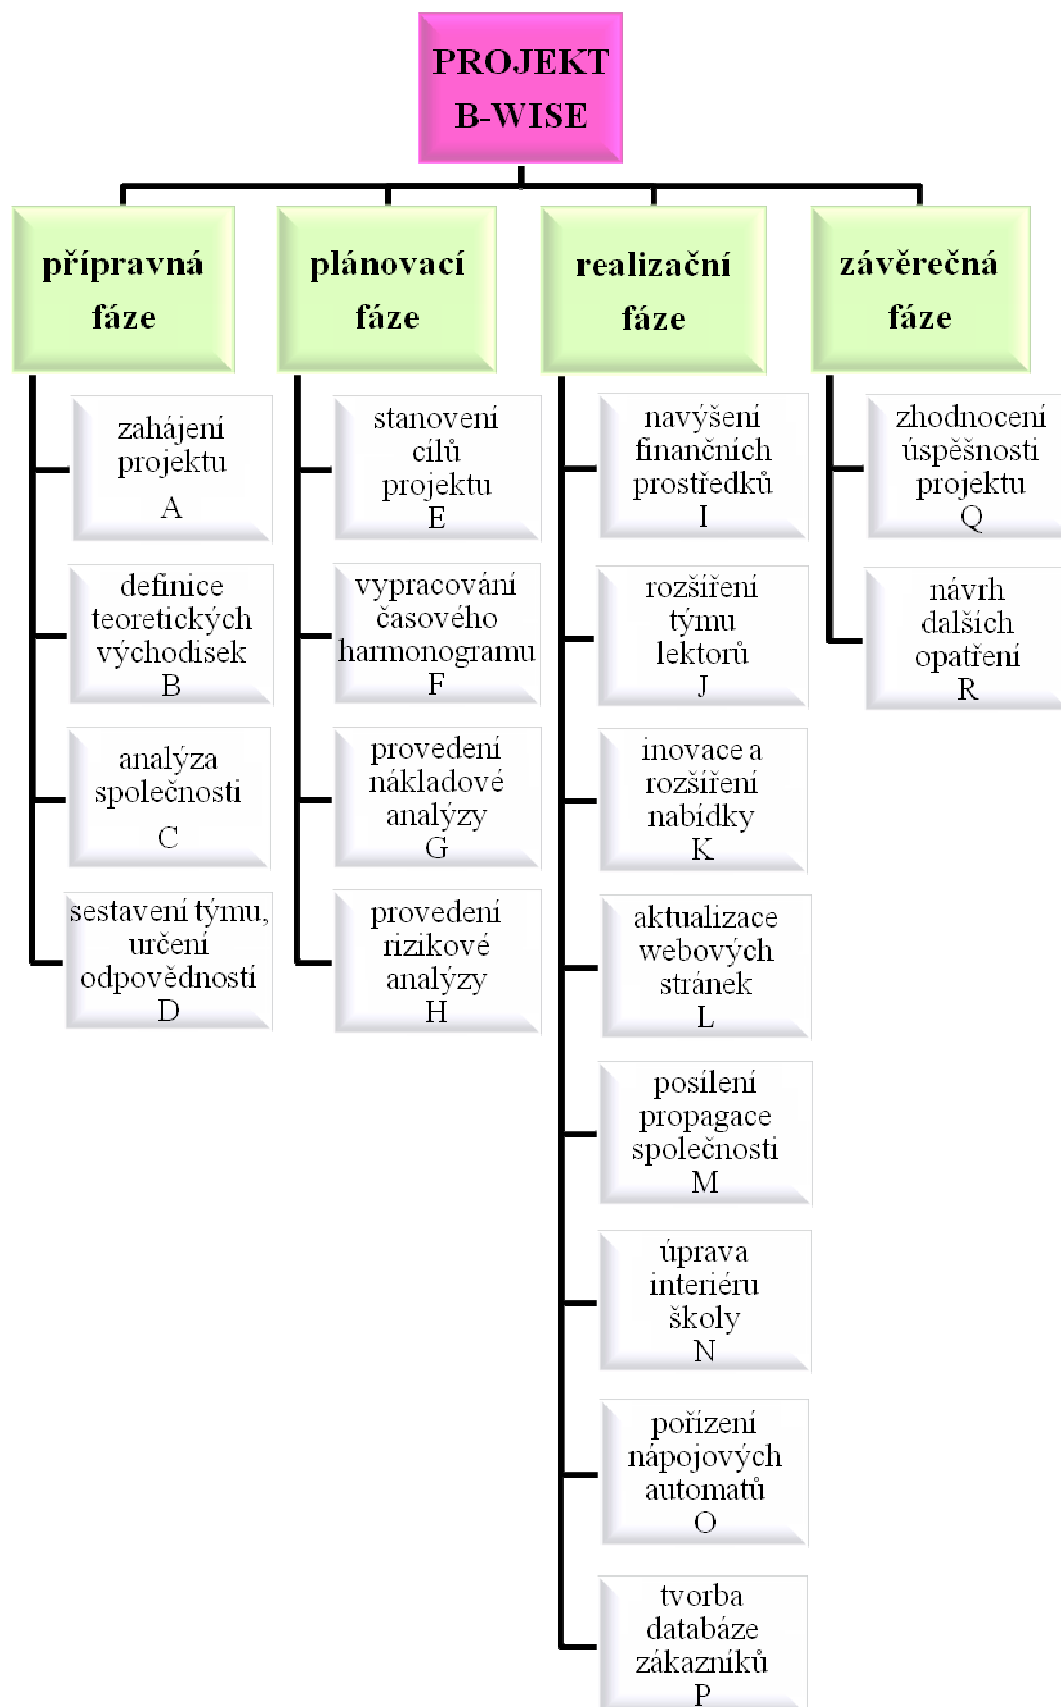 PROJEKT
B-WISE
přípravná
fáze
zahájení
projektu
A
definice
teoretických
východisek
B
analýza
společnosti
C
sestavení týmu,
určení
odpovědností
D
plánovací
fáze
stanovení
cílů
projektu
E
vypracování
časového
harmonogramu
F
provedení
nákladové
analýzy
G
provedení
rizikové
analýzy
H
realizační
fáze
navýšení
finančních
prostředků
I
rozšíření
týmu
lektorů
J
inovace a
rozšíření
nabídky
K
aktualizace
webových
stránek
L
posílení
propagace
společnosti
M
úprava
interiéru
školy
N
pořízení
nápojových
automatů
O
tvorba
databáze
zákazníků
P
závěrečná
fáze
zhodnocení
úspěšnosti
projektu
Q
návrh
dalších
opatření
R